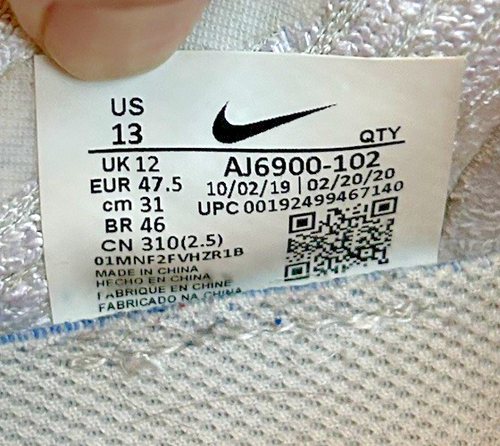 US
13
QTY
UK 12
EUR 47.5
cm 31
BR 46
CN 310(2.5)
AJ6900-102
10/02/19 | 02/20/20
UPC 00192499467140
01MNF2FVHZR1B
MADE IN CHINA
HECHO EN CHINA
FABRIQUE EN CHINE
FABRICADO NA CHINA